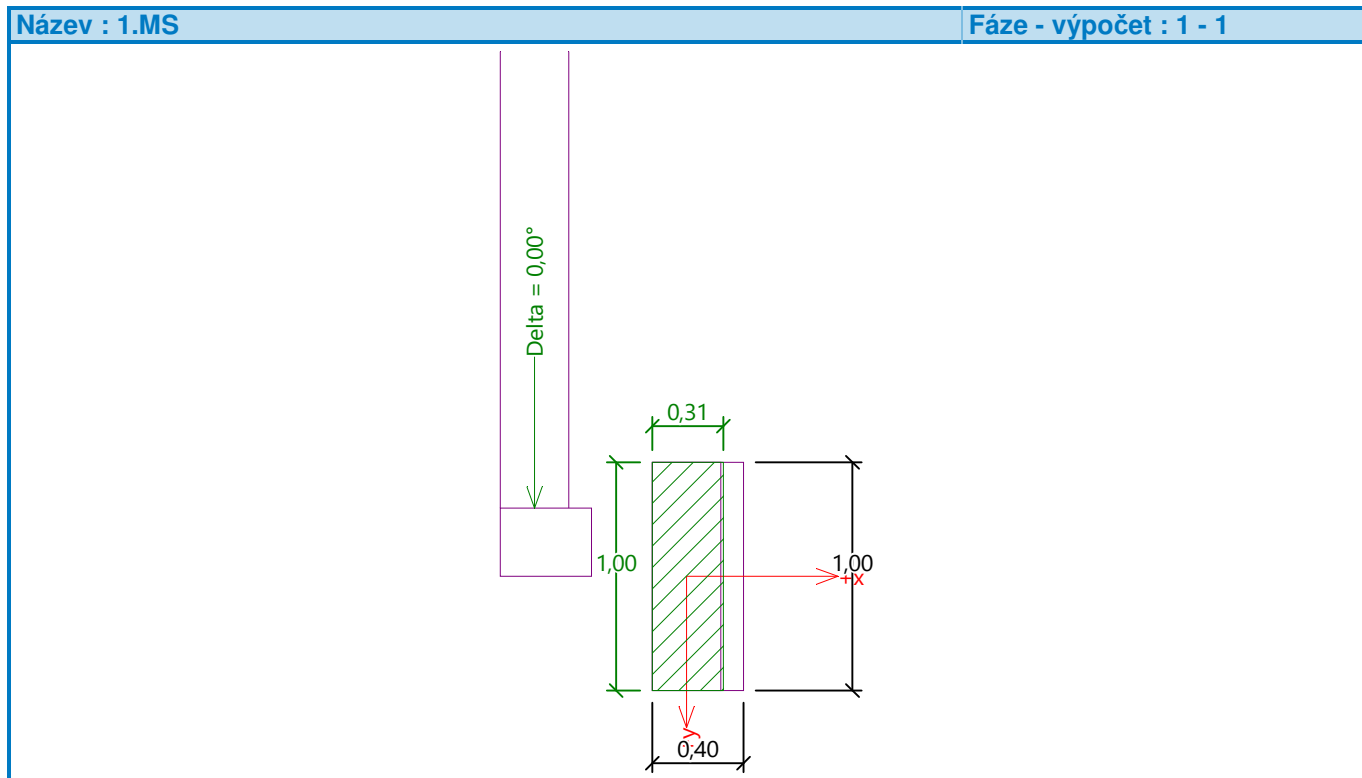 Název : 1.MS
Fáze - výpočet : 1 - 1
Delta = 0,00°
0,31
1,00
1,00
+x
y
0,40